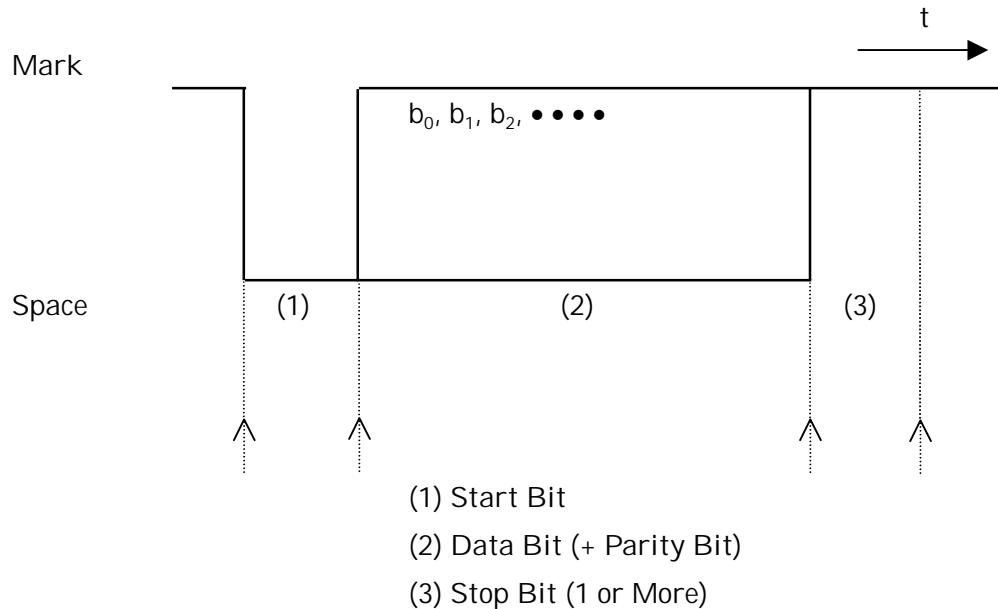 t
Mark
b₀, b₁, b₂, ••••
Space (1) (2) (3)
(1) Start Bit
(2) Data Bit (+ Parity Bit)
(3) Stop Bit (1 or More)